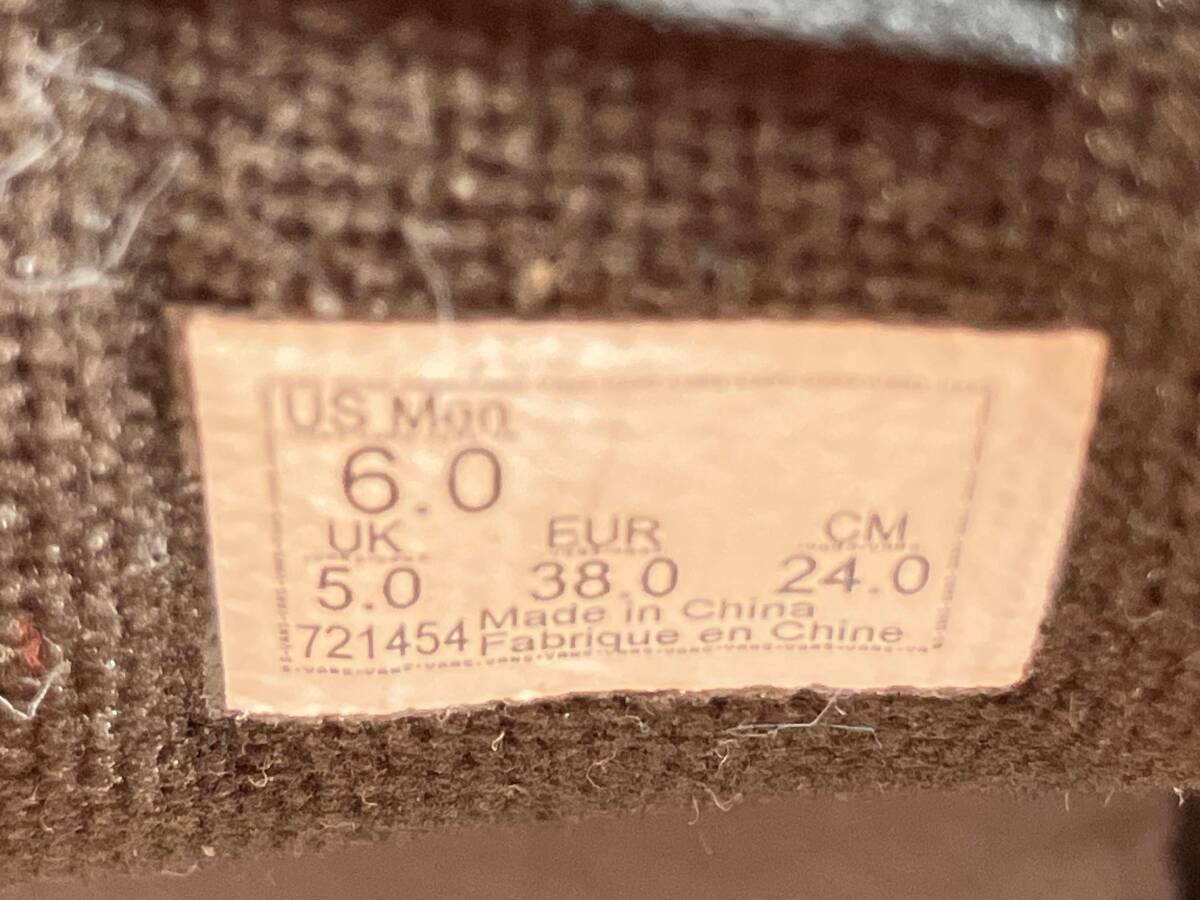 US Men
6.0
UK EUR CM
5.0 38.0 24.0
721454 Made in China
Fabrique en Chine